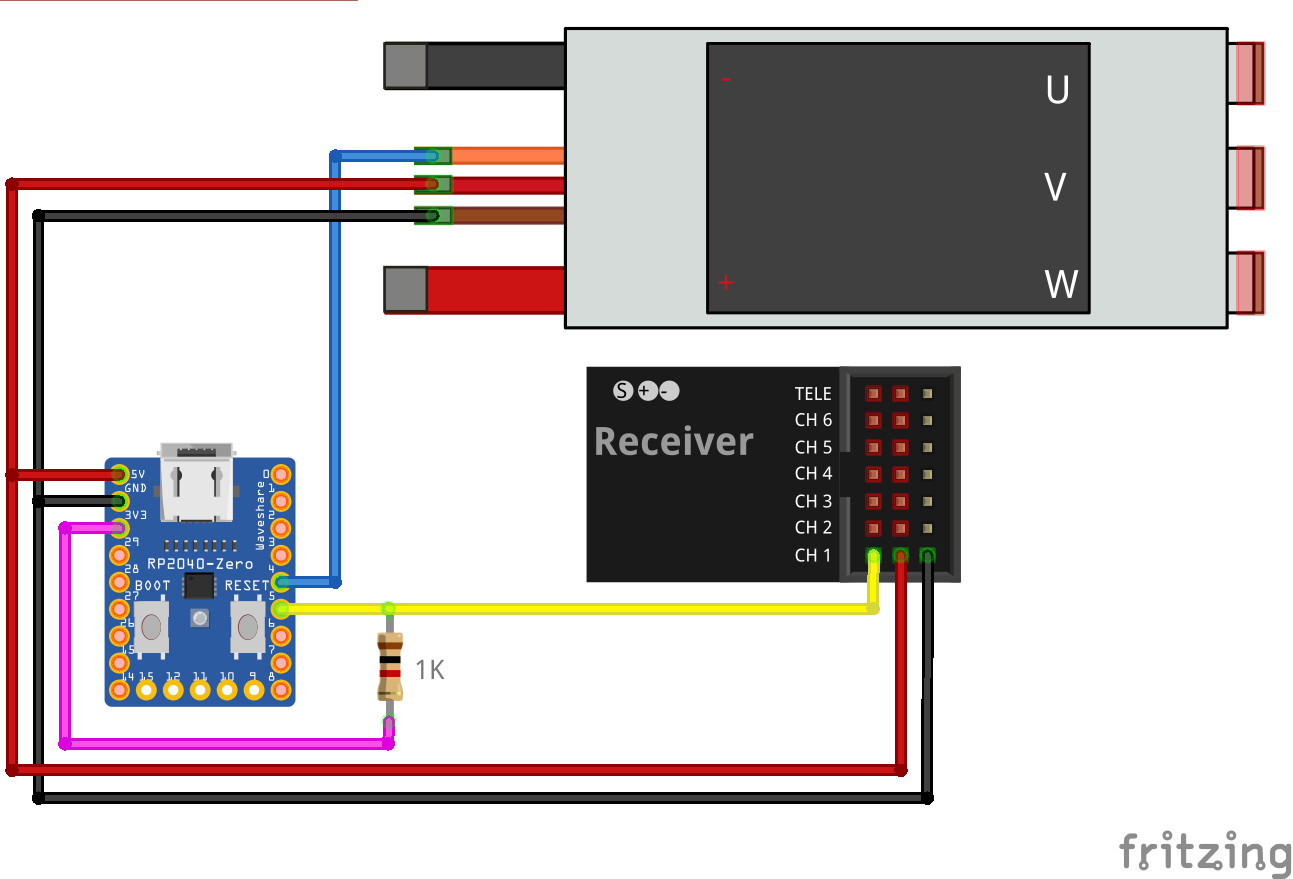 -
U
V
+
W
S + -
TELE
CH 6
Receiver
CH 5
CH 4
CH 3
CH 2
CH 1
5V
GND
3V3
29
28
27
26
15
14
15
12
11
10
9
8
0
1
2
3
4
5
6
7
Waveshare
RP2040-Zero
BOOT
RESET
1K
fritzing